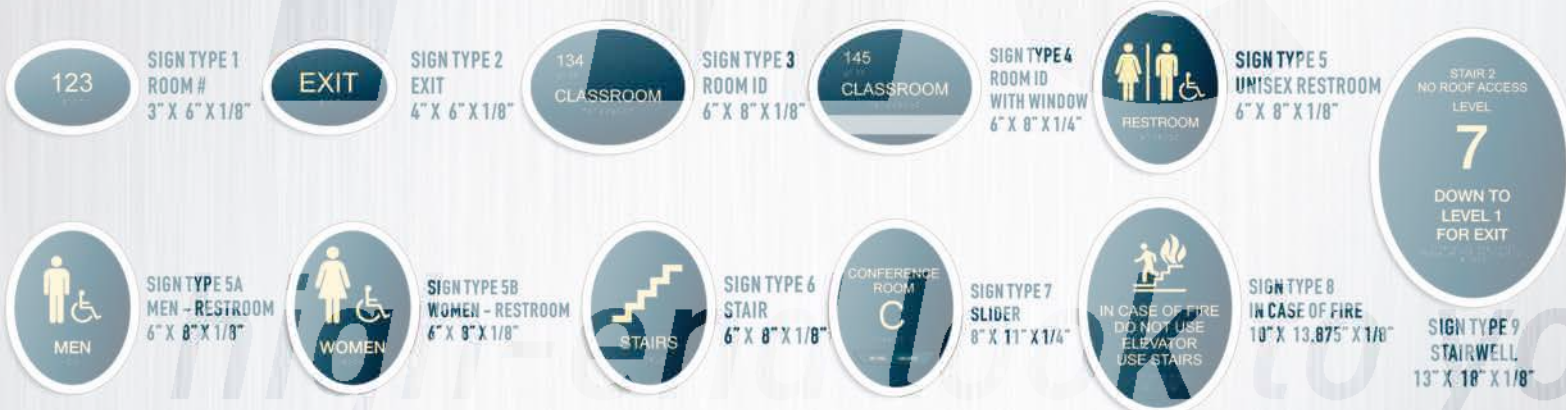 123
SIGN TYPE 1
ROOM #
3" X 6" X 1/8"
EXIT
SIGN TYPE 2
EXIT
4" X 6" X 1/8"
134
CLASSROOM
SIGN TYPE 3
ROOM ID
6" X 8" X 1/8"
145
CLASSROOM
SIGN TYPE 4
ROOM ID
WITH WINDOW
6" X 8" X 1/4"
RESTROOM
SIGN TYPE 5
UNISEX RESTROOM
6" X 8" X 1/8"
STAIR 2
NO ROOF ACCESS
LEVEL
7
DOWN TO
LEVEL 1
FOR EXIT
SIGN TYPE 9
STAIRWELL
13" X 18" X 1/8"
MEN
SIGN TYPE 5A
MEN - RESTROOM
6" X 8" X 1/8"
WOMEN
SIGN TYPE 5B
WOMEN - RESTROOM
6" X 8" X 1/8"
STAIRS
SIGN TYPE 6
STAIR
6" X 8" X 1/8"
CONFERENCE
ROOM
C
SIGN TYPE 7
SLIDER
8" X 11" X 1/4"
IN CASE OF FIRE
DO NOT USE
ELEVATOR
USE STAIRS
SIGN TYPE 8
IN CASE OF FIRE
10" X 13.875" X 1/8"
high-end look to yo